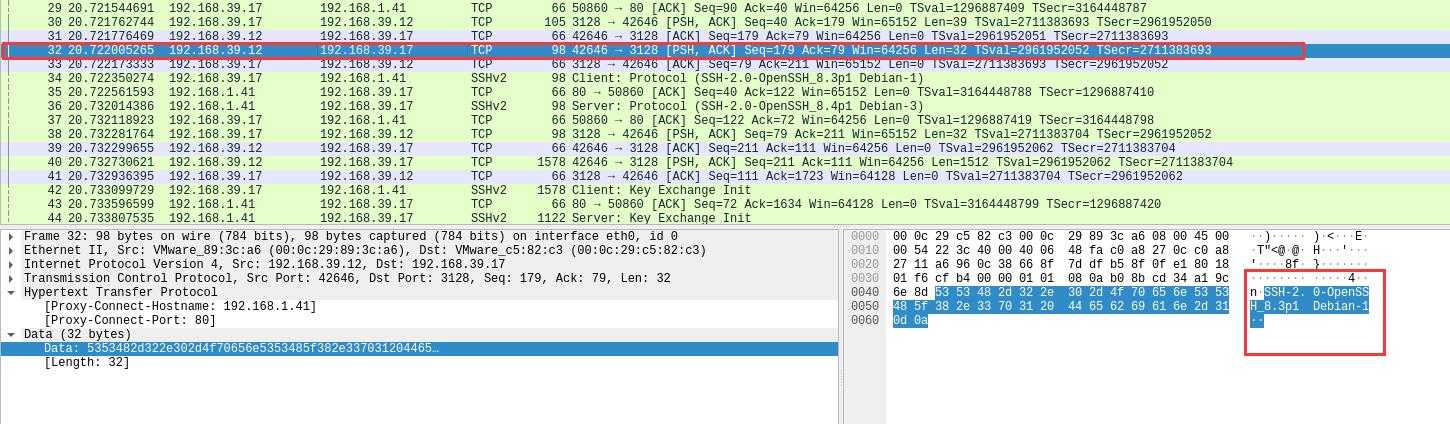 29 20.721544691 192.168.39.17 192.168.1.41 TCP 66 50860 → 80 [ACK] Seq=90 Ack=40 Win=64256 Len=0 TSval=1296887409 TSecr=3164448787
30 20.721762744 192.168.39.17 192.168.39.12 TCP 105 3128 → 42646 [PSH, ACK] Seq=40 Ack=179 Win=65152 Len=39 TSval=2711383693 TSecr=2961952050
31 20.721776469 192.168.39.12 192.168.39.17 TCP 66 42646 → 3128 [ACK] Seq=179 Ack=79 Win=64256 Len=0 TSval=2961952051 TSecr=2711383693
32 20.722005265 192.168.39.12 192.168.39.17 TCP 98 42646 → 3128 [PSH, ACK] Seq=179 Ack=79 Win=64256 Len=32 TSval=2961952052 TSecr=2711383693
33 20.722173333 192.168.39.17 192.168.39.12 TCP 66 3128 → 42646 [ACK] Seq=79 Ack=211 Win=65152 Len=0 TSval=2711383693 TSecr=2961952052
34 20.722350274 192.168.39.17 192.168.1.41 SSHv2 98 Client: Protocol (SSH-2.0-OpenSSH_8.3p1 Debian-1)
35 20.722561593 192.168.1.41 192.168.39.17 TCP 66 80 → 50860 [ACK] Seq=40 Ack=122 Win=65152 Len=0 TSval=3164448788 TSecr=1296887410
36 20.732014386 192.168.1.41 192.168.39.17 SSHv2 98 Server: Protocol (SSH-2.0-OpenSSH_8.4p1 Debian-3)
37 20.732118923 192.168.39.17 192.168.1.41 TCP 66 50860 → 80 [ACK] Seq=122 Ack=72 Win=64256 Len=0 TSval=1296887419 TSecr=3164448798
38 20.732281764 192.168.39.17 192.168.39.12 TCP 98 3128 → 42646 [PSH, ACK] Seq=79 Ack=211 Win=65152 Len=32 TSval=2711383704 TSecr=2961952052
39 20.732299655 192.168.39.12 192.168.39.17 TCP 66 42646 → 3128 [ACK] Seq=211 Ack=111 Win=64256 Len=0 TSval=2961952062 TSecr=2711383704
40 20.732730621 192.168.39.12 192.168.39.17 TCP 1578 42646 → 3128 [PSH, ACK] Seq=211 Ack=111 Win=64256 Len=1512 TSval=2961952062 TSecr=2711383704
41 20.732936395 192.168.39.17 192.168.39.12 TCP 66 3128 → 42646 [ACK] Seq=111 Ack=1723 Win=64128 Len=0 TSval=2711383704 TSecr=2961952062
42 20.733099729 192.168.39.17 192.168.1.41 SSHv2 1578 Client: Key Exchange Init
43 20.733596599 192.168.1.41 192.168.39.17 TCP 66 80 → 50860 [ACK] Seq=72 Ack=1634 Win=64128 Len=0 TSval=3164448799 TSecr=1296887420
44 20.733807535 192.168.1.41 192.168.39.17 SSHv2 1122 Server: Key Exchange Init
Frame 32: 98 bytes on wire (784 bits), 98 bytes captured (784 bits) on interface eth0, id 0
Ethernet II, Src: VMware_89:3c:a6 (00:0c:29:89:3c:a6), Dst: VMware_c5:82:c3 (00:0c:29:c5:82:c3)
Internet Protocol Version 4, Src: 192.168.39.12, Dst: 192.168.39.17
Transmission Control Protocol, Src Port: 42646, Dst Port: 3128, Seq: 179, Ack: 79, Len: 32
Hypertext Transfer Protocol
[Proxy-Connect-Hostname: 192.168.1.41]
[Proxy-Connect-Port: 80]
Data (32 bytes)
Data: 5353482d322e302d4f70656e5353485f382e337031204465…
[Length: 32]
0000 00 0c 29 c5 82 c3 00 0c 29 89 3c a6 08 00 45 00 ··)····· )·<···E·
0010 00 54 22 3c 40 00 40 06 48 fa c0 a8 27 0c c0 a8 ·T"<@·@· H···'···
0020 27 11 a6 96 0c 38 66 8f 7d df b5 8f 0f e1 80 18 '····8f· }·······
0030 01 f6 cf b4 00 00 01 01 08 0a b0 8b cd 34 a1 9c ········ ·····4··
0040 6e 8d 53 53 48 2d 32 2e 30 2d 4f 70 65 6e 53 53 n·SSH-2. 0-OpenSS
0050 48 5f 38 2e 33 70 31 20 44 65 62 69 61 6e 2d 31 H_8.3p1 Debian-1
0060 0d 0a ··